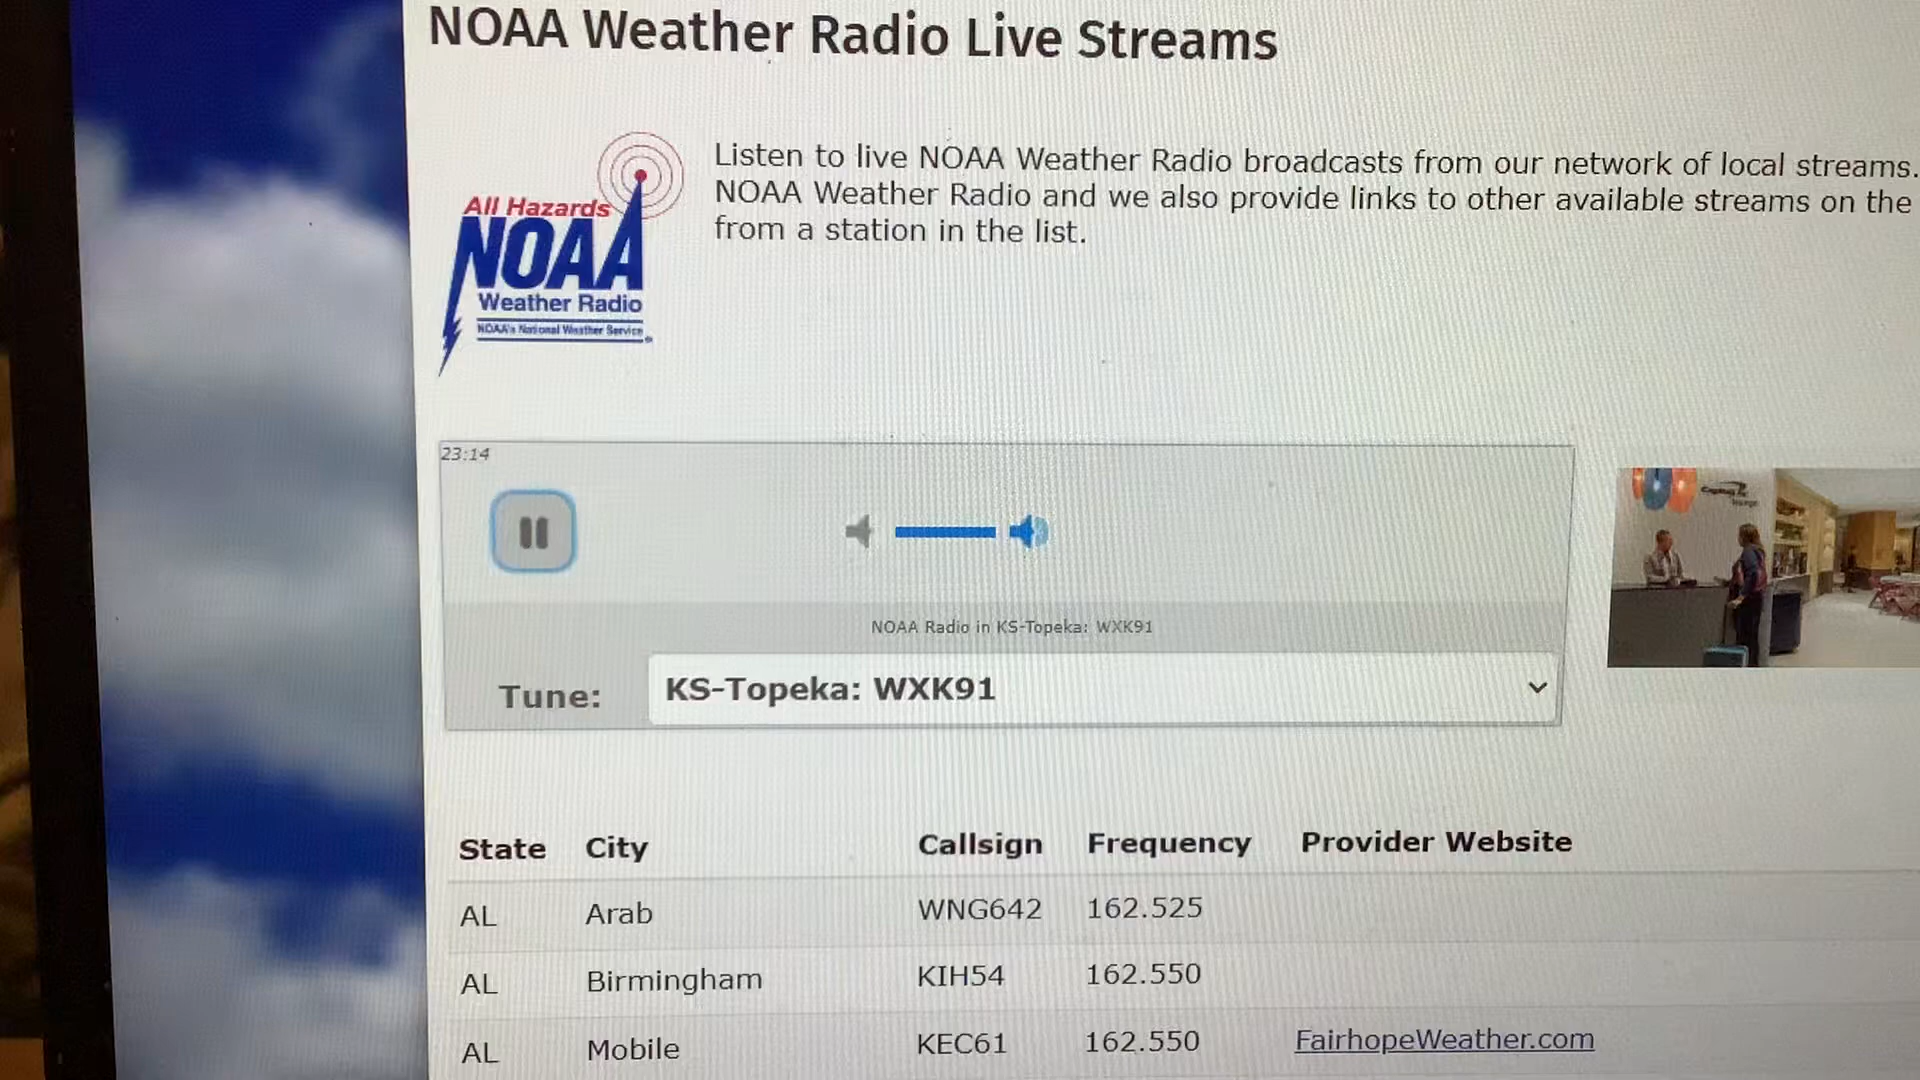 NOAA Weather Radio Live Streams
Listen to live NOAA Weather Radio broadcasts from our network of local streams.
NOAA Weather Radio and we also provide links to other available streams on the
from a station in the list.
All Hazards
NOAA
Weather Radio
NOAA's National Weather Service
23:14
NOAA Radio in KS-Topeka: WXK91
Tune: KS-Topeka: WXK91
State City Callsign Frequency Provider Website
AL Arab WNG642 162.525
AL Birmingham KIH54 162.550
AL Mobile KEC61 162.550 FairhopeWeather.com